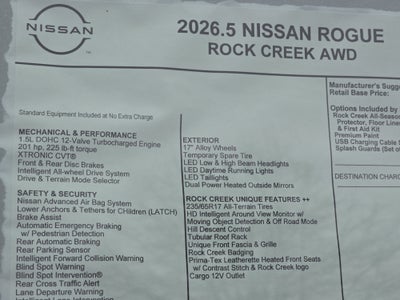 NISSAN
2026.5 NISSAN ROGUE
ROCK CREEK AWD
Standard Equipment Included at No Extra Charge
MECHANICAL & PERFORMANCE
1.5L DOHC 12-Valve Turbocharged Engine
201 hp, 225 lb-ft torque
XTRONIC CVT®
Front & Rear Disc Brakes
Intelligent All-wheel Drive System
Drive & Terrain Mode Selector
SAFETY & SECURITY
Nissan Advanced Air Bag System
Lower Anchors & Tethers for Children (LATCH)
Brake Assist
Automatic Emergency Braking
w/ Pedestrian Detection
Rear Automatic Braking
Rear Parking Sensor
Intelligent Forward Collision Warning
Blind Spot Warning
Blind Spot Intervention®
Rear Cross Traffic Alert
Lane Departure Warning
EXTERIOR
17" Alloy Wheels
Temporary Spare Tire
LED Low & High Beam Headlights
LED Daytime Running Lights
LED Taillights
Dual Power Heated Outside Mirrors
ROCK CREEK UNIQUE FEATURES ++
235/65R17 All-Terrain Tires
HD Intelligent Around View Monitor w/
Moving Object Detection & Off Road Mode
Hill Descent Control
Tubular Roof Rack
Unique Front Fascia & Grille
Rock Creek Badging
Prima-Tex Leatherette Heated Front Seats
w/ Contrast Stitch & Rock Creek logo
Cargo 12V Outlet
Manufacturer's Sugge
Retail Base Price:
Options Included by
Rock Creek All-Season
Protector, Floor Liner
& First Aid Kit
Premium Paint
USB Charging Cable
Splash Guards (Set of
DESTINATION CHARG